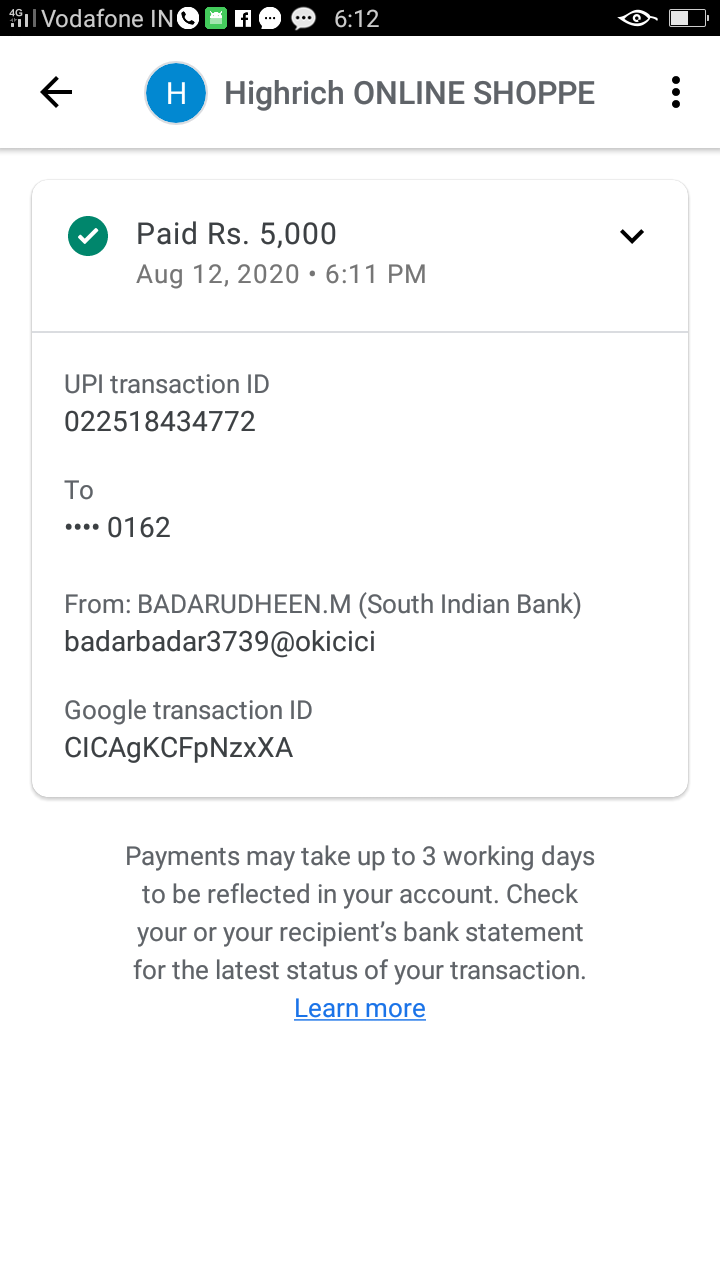 4G Vodafone IN 6:12
Highrich ONLINE SHOPPE
H
Paid Rs. 5,000
Aug 12, 2020 • 6:11 PM
UPI transaction ID
022518434772
To
•••• 0162
From: BADARUDHEEN.M (South Indian Bank)
badarbadar3739@okicici
Google transaction ID
CICAgKCFpNzxXA
Payments may take up to 3 working days
to be reflected in your account. Check
your or your recipient’s bank statement
for the latest status of your transaction.
Learn more